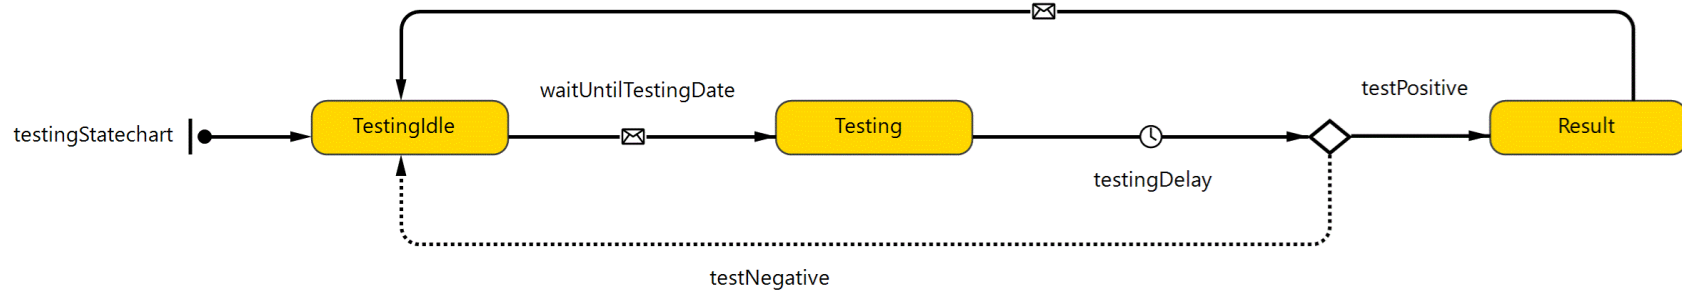 waitUntilTestingDate
testPositive
testingStatechart
TestingIdle
Testing
Result
testingDelay
testNegative